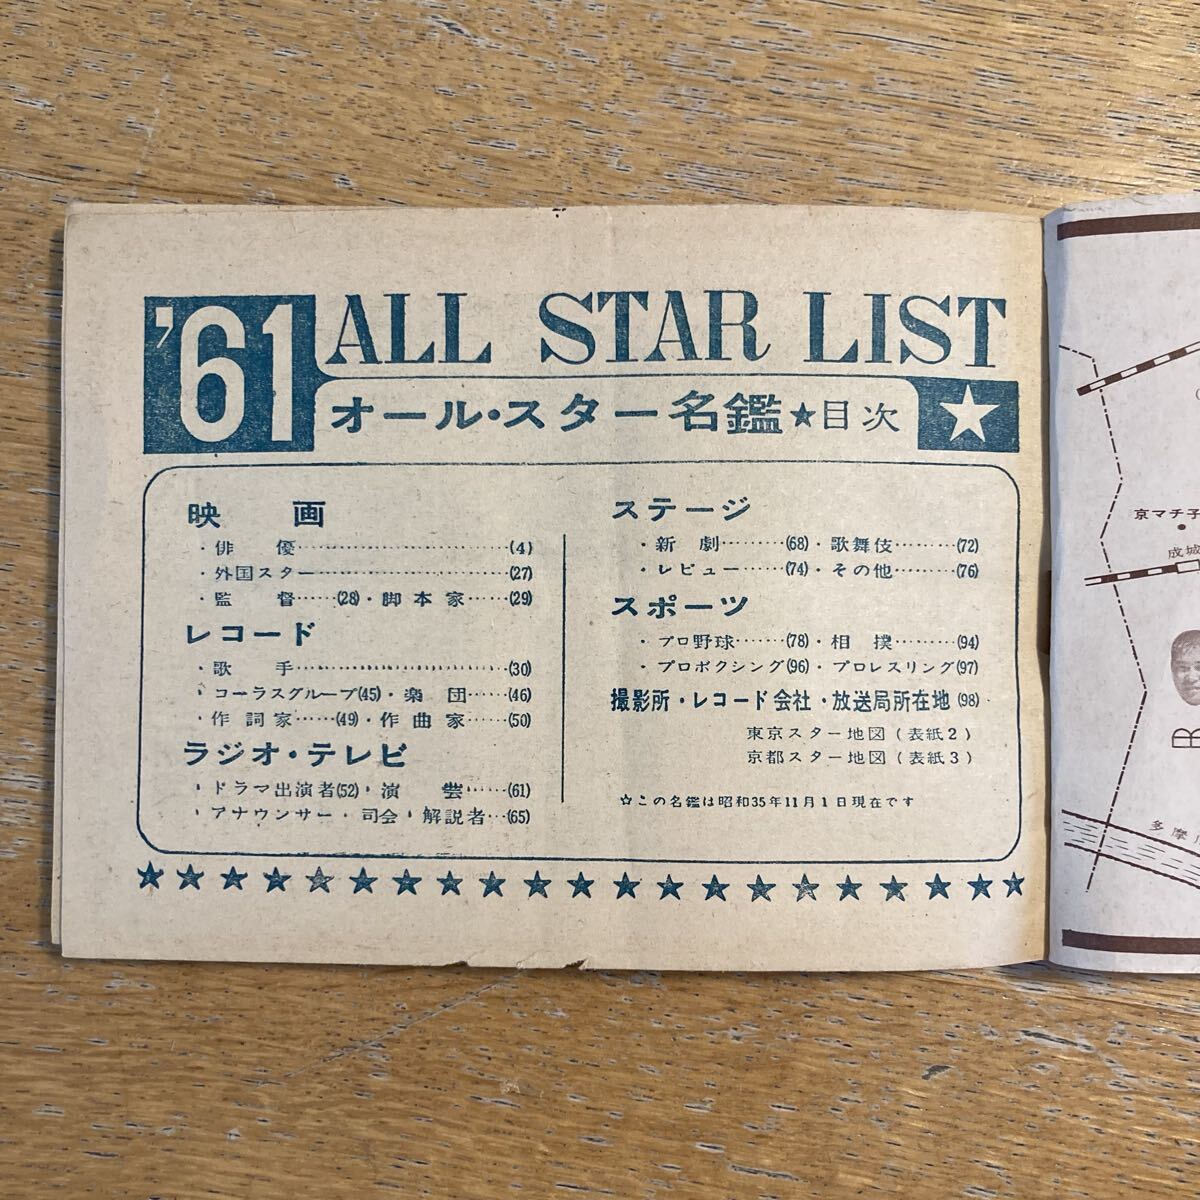 '61 ALL STAR LIST
オール・スター名鑑★目次
映画
・俳優……………………………(4)
・外国スター……………………(27)
・監督……(28)・脚本家……(29)
レコード
・歌手……………………………(30)
・コーラスグループ(45)・楽団……(46)
・作詞家……(49)・作曲家……(50)
ラジオ・テレビ
・ドラマ出演者(52)・演芸……(61)
・アナウンサー・司会・解説者…(65)
ステージ
・新劇………(68)・歌舞伎………(72)
・レビュー……(74)・その他………(76)
スポーツ
・プロ野球……(78)・相撲………(94)
・プロボクシング(96)・プロレスリング(97)
撮影所・レコード会社・放送局所在地(98)
東京スター地図(表紙2)
京都スター地図(表紙3)
☆この名鑑は昭和35年11月1日現在です
京マチ子
成城
多摩